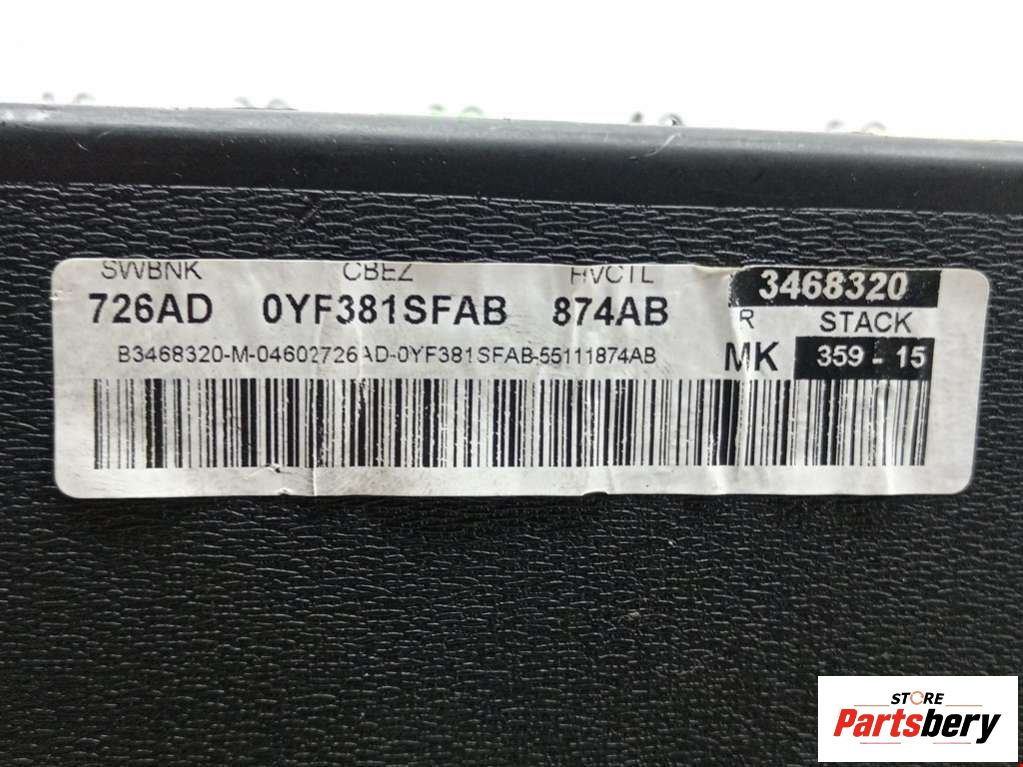 SWBNK CBEZ HVCTL 3468320
726AD 0YF381SFAB 874AB R STACK
B3468320-M-04602726AD-0YF381SFAB-55111874AB MK 359 - 15
STORE
Partsbery